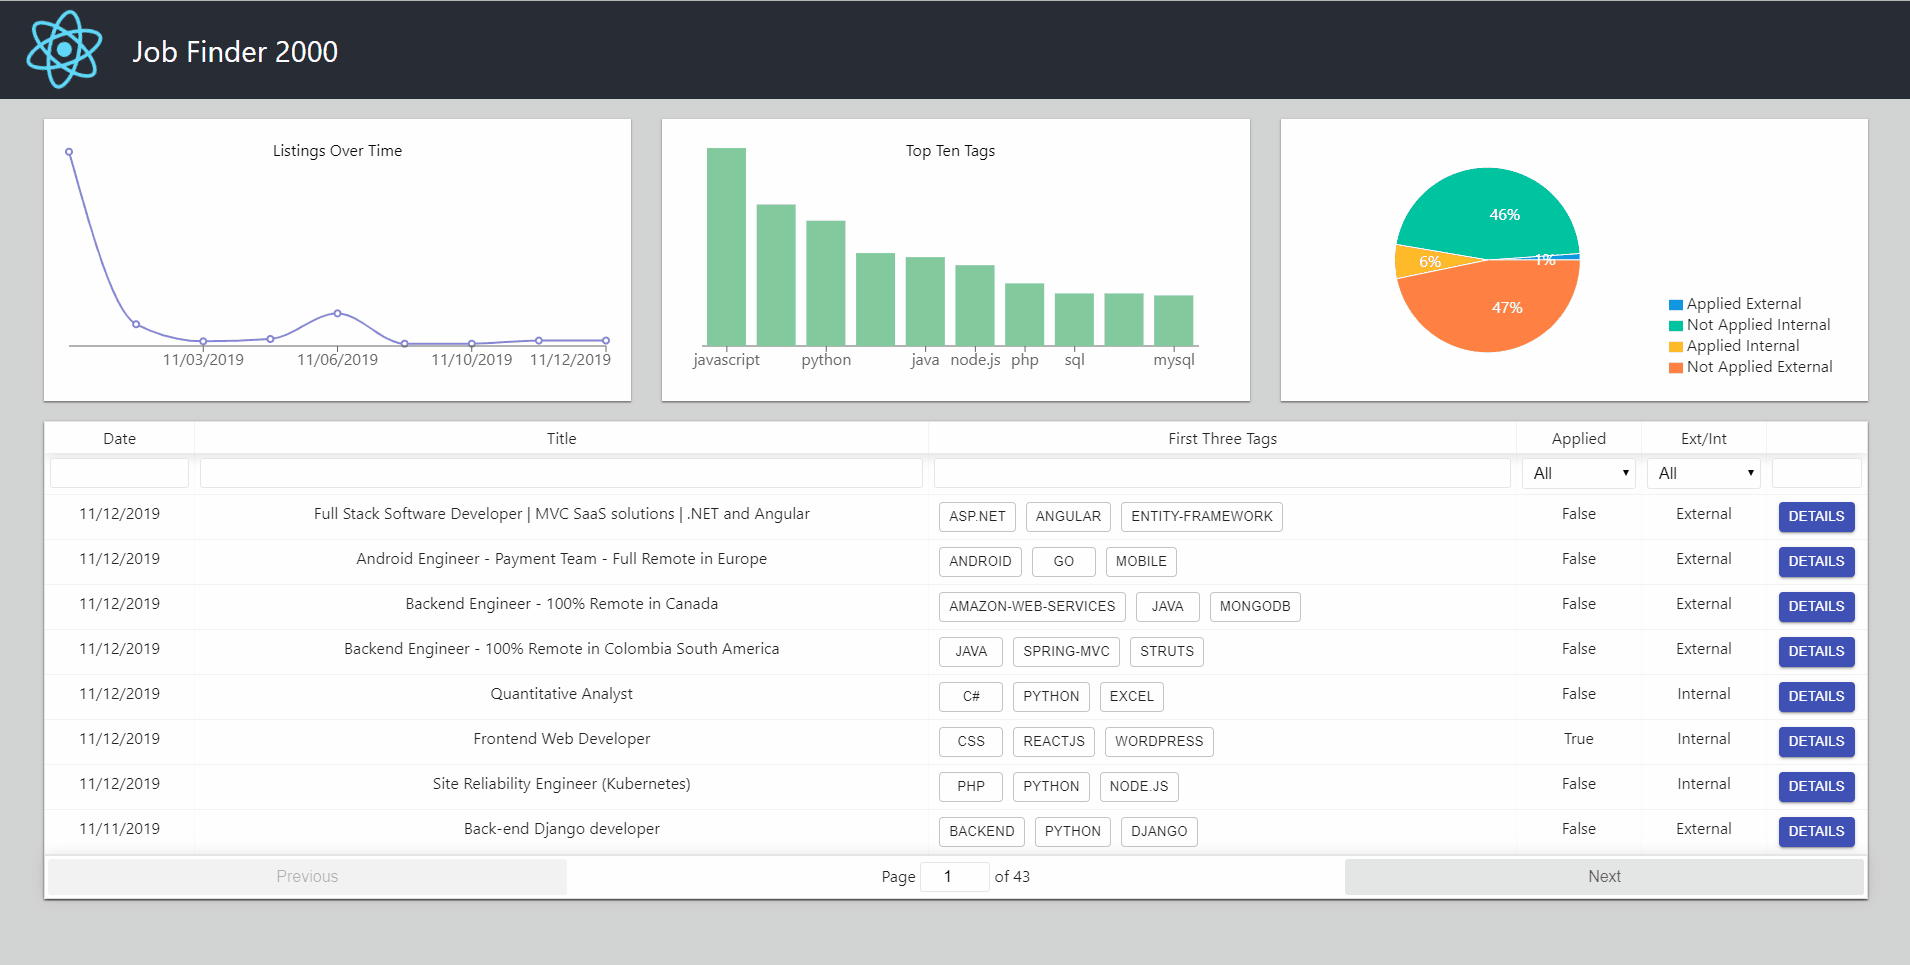 Job Finder 2000
Listings Over Time
11/03/2019 11/06/2019 11/10/2019 11/12/2019
Top Ten Tags
javascript python java node.js php sql mysql
46%
6%
1%
47%
Applied External
Not Applied Internal
Applied Internal
Not Applied External
Date Title First Three Tags Applied Ext/Int
All All
11/12/2019 Full Stack Software Developer | MVC SaaS solutions | .NET and Angular ASP.NET ANGULAR ENTITY-FRAMEWORK False External DETAILS
11/12/2019 Android Engineer - Payment Team - Full Remote in Europe ANDROID GO MOBILE False External DETAILS
11/12/2019 Backend Engineer - 100% Remote in Canada AMAZON-WEB-SERVICES JAVA MONGODB False External DETAILS
11/12/2019 Backend Engineer - 100% Remote in Colombia South America JAVA SPRING-MVC STRUTS False External DETAILS
11/12/2019 Quantitative Analyst C# PYTHON EXCEL False Internal DETAILS
11/12/2019 Frontend Web Developer CSS REACTJS WORDPRESS True Internal DETAILS
11/12/2019 Site Reliability Engineer (Kubernetes) PHP PYTHON NODE.JS False Internal DETAILS
11/11/2019 Back-end Django developer BACKEND PYTHON DJANGO False External DETAILS
Previous Page 1 of 43 Next